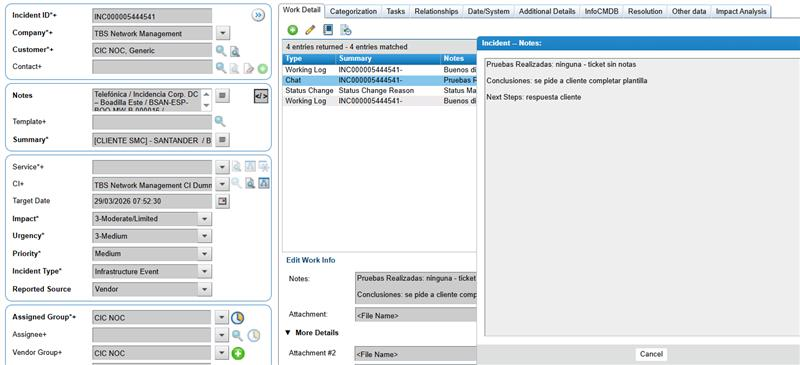 Incident ID*+ INC000005444541
Company*+ TBS Network Management
Customer*+ CIC NOC, Generic
Contact+
Notes Telefónica / Incidencia Corp. DC
– Boadilla Este / BSAN-ESP-
Template+
Summary* [CLIENTE SMC] - SANTANDER / B
Service*+
CI+ TBS Network Management CI Dumm
Target Date 29/03/2026 07:52:30
Impact* 3-Moderate/Limited
Urgency* 3-Medium
Priority* Medium
Incident Type* Infrastructure Event
Reported Source Vendor
Assigned Group*+ CIC NOC
Assignee+
Vendor Group+ CIC NOC
Work Detail Categorization Tasks Relationships Date/System Additional Details InfoCMDB Resolution Other data Impact Analysis
4 entries returned - 4 entries matched
Type Summary Notes
Working Log INC000005444541- Buenos di
Chat INC000005444541- Pruebas R
Status Change Status Change Reason Status Ma
Working Log INC000005444541- Buenos di
Edit Work Info
Notes: Pruebas Realizadas: ninguna - ticket
Conclusiones: se pide a cliente comp
Attachment: <File Name>
More Details
Attachment #2 <File Name>
Incident -- Notes:
Pruebas Realizadas: ninguna - ticket sin notas
Conclusiones: se pide a cliente completar plantilla
Next Steps: respuesta cliente
Cancel